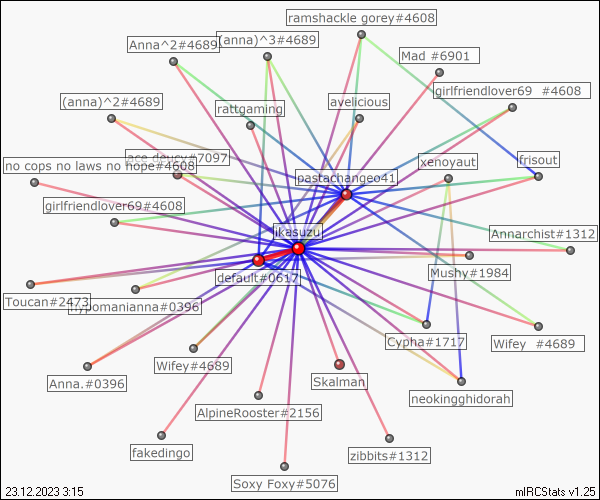 ramshackle gorey#4608
Anna^2#4689
(anna)^3#4689
Mad #6901
girlfriendlover69 #4608
(anna)^2#4689
rattgaming
avelicious
ace deucy#7097
no cops no laws no hope#4608
xenoyaut
frisout
pastachangeo41
girlfriendlover69#4608
ikasuzu
Annarchist#1312
default#0617
Mushy#1984
Toucan#2473
hypomanianna#0396
Cypha#1717
Wifey #4689
Wifey#4689
Anna.#0396
Skalman
neokingghidorah
AlpineRooster#2156
fakedingo
zibbits#1312
Soxy Foxy#5076
23.12.2023 3:15
mIRCStats v1.25